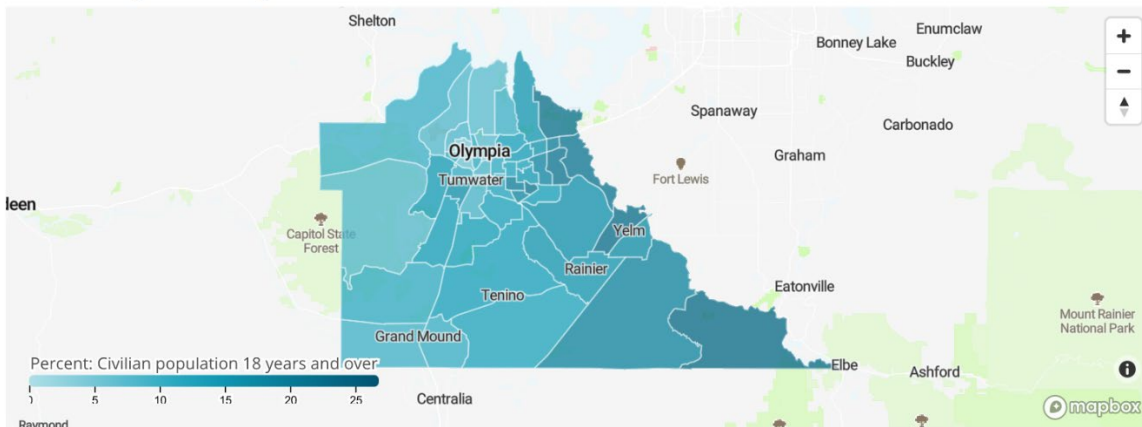 Shelton
Enumclaw
Bonney Lake
Buckley
Spanaway
Carbonado
Olympia
Graham
Tumwater
Fort Lewis
deen
Capitol State
Forest
Yelm
Rainier
Eatonville
Tenino
Mount Rainier
National Park
Grand Mound
Percent: Civilian population 18 years and over
5 10 15 20 25
Elbe
Ashford
Centralia
mapbox
Raymond